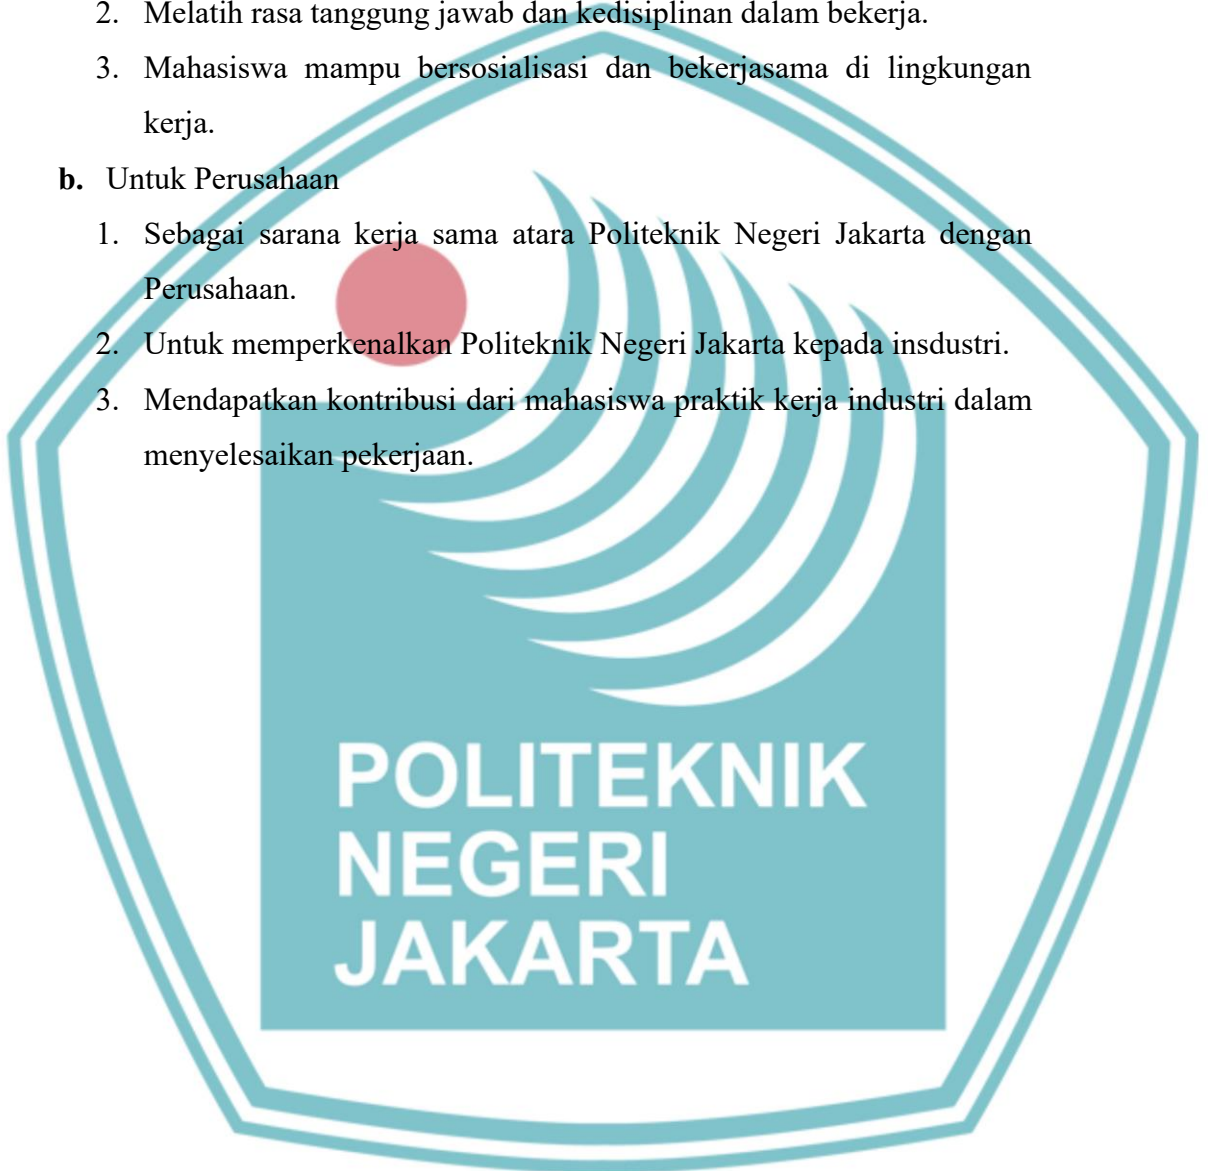 2. Melatih rasa tanggung jawab dan kedisiplinan dalam bekerja.
3. Mahasiswa mampu bersosialisasi dan bekerjasama di lingkungan
kerja.
b. Untuk Perusahaan
1. Sebagai sarana kerja sama atara Politeknik Negeri Jakarta dengan
Perusahaan.
2. Untuk memperkenalkan Politeknik Negeri Jakarta kepada insdustri.
3. Mendapatkan kontribusi dari mahasiswa praktik kerja industri dalam
menyelesaikan pekerjaan.
POLITEKNIK
NEGERI
JAKARTA